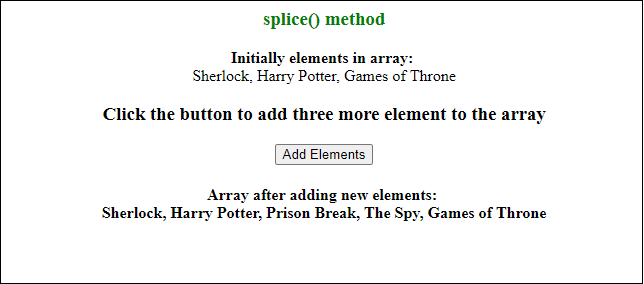 splice() method
Initially elements in array:
Sherlock, Harry Potter, Games of Throne
Click the button to add three more element to the array
Add Elements
Array after adding new elements:
Sherlock, Harry Potter, Prison Break, The Spy, Games of Throne